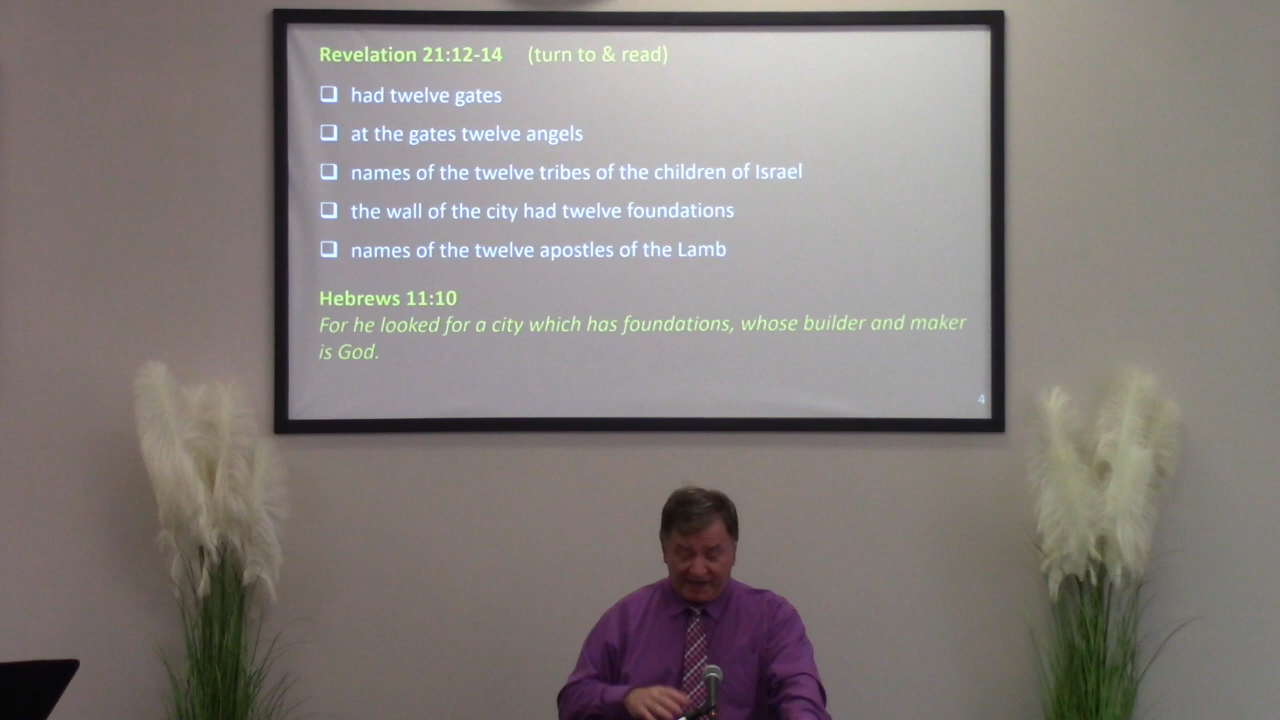 Revelation 21:12-14 (turn to & read)
❑ had twelve gates
❑ at the gates twelve angels
❑ names of the twelve tribes of the children of Israel
❑ the wall of the city had twelve foundations
❑ names of the twelve apostles of the Lamb
Hebrews 11:10
For he looked for a city which has foundations, whose builder and maker
is God.
4